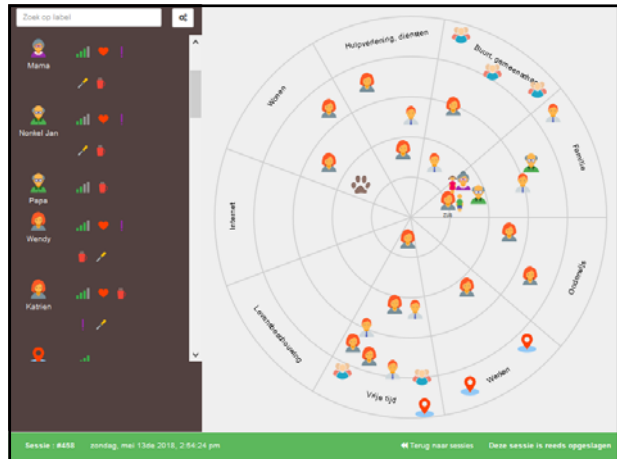 Zoek op label
Mama
Nonkel Jan
Papa
Wendy
Katrien
Hulpverlening, diensten
Buurt, gemeenschap
Familie
Onderwijs
Werken
Vrije tijd
Levensbeschouwing
Internet
Wonen
Sessie : #488
zondag, mei 13de 2018, 2:54:24 pm
Terug naar sessies
Deze sessie is reeds opgeslagen